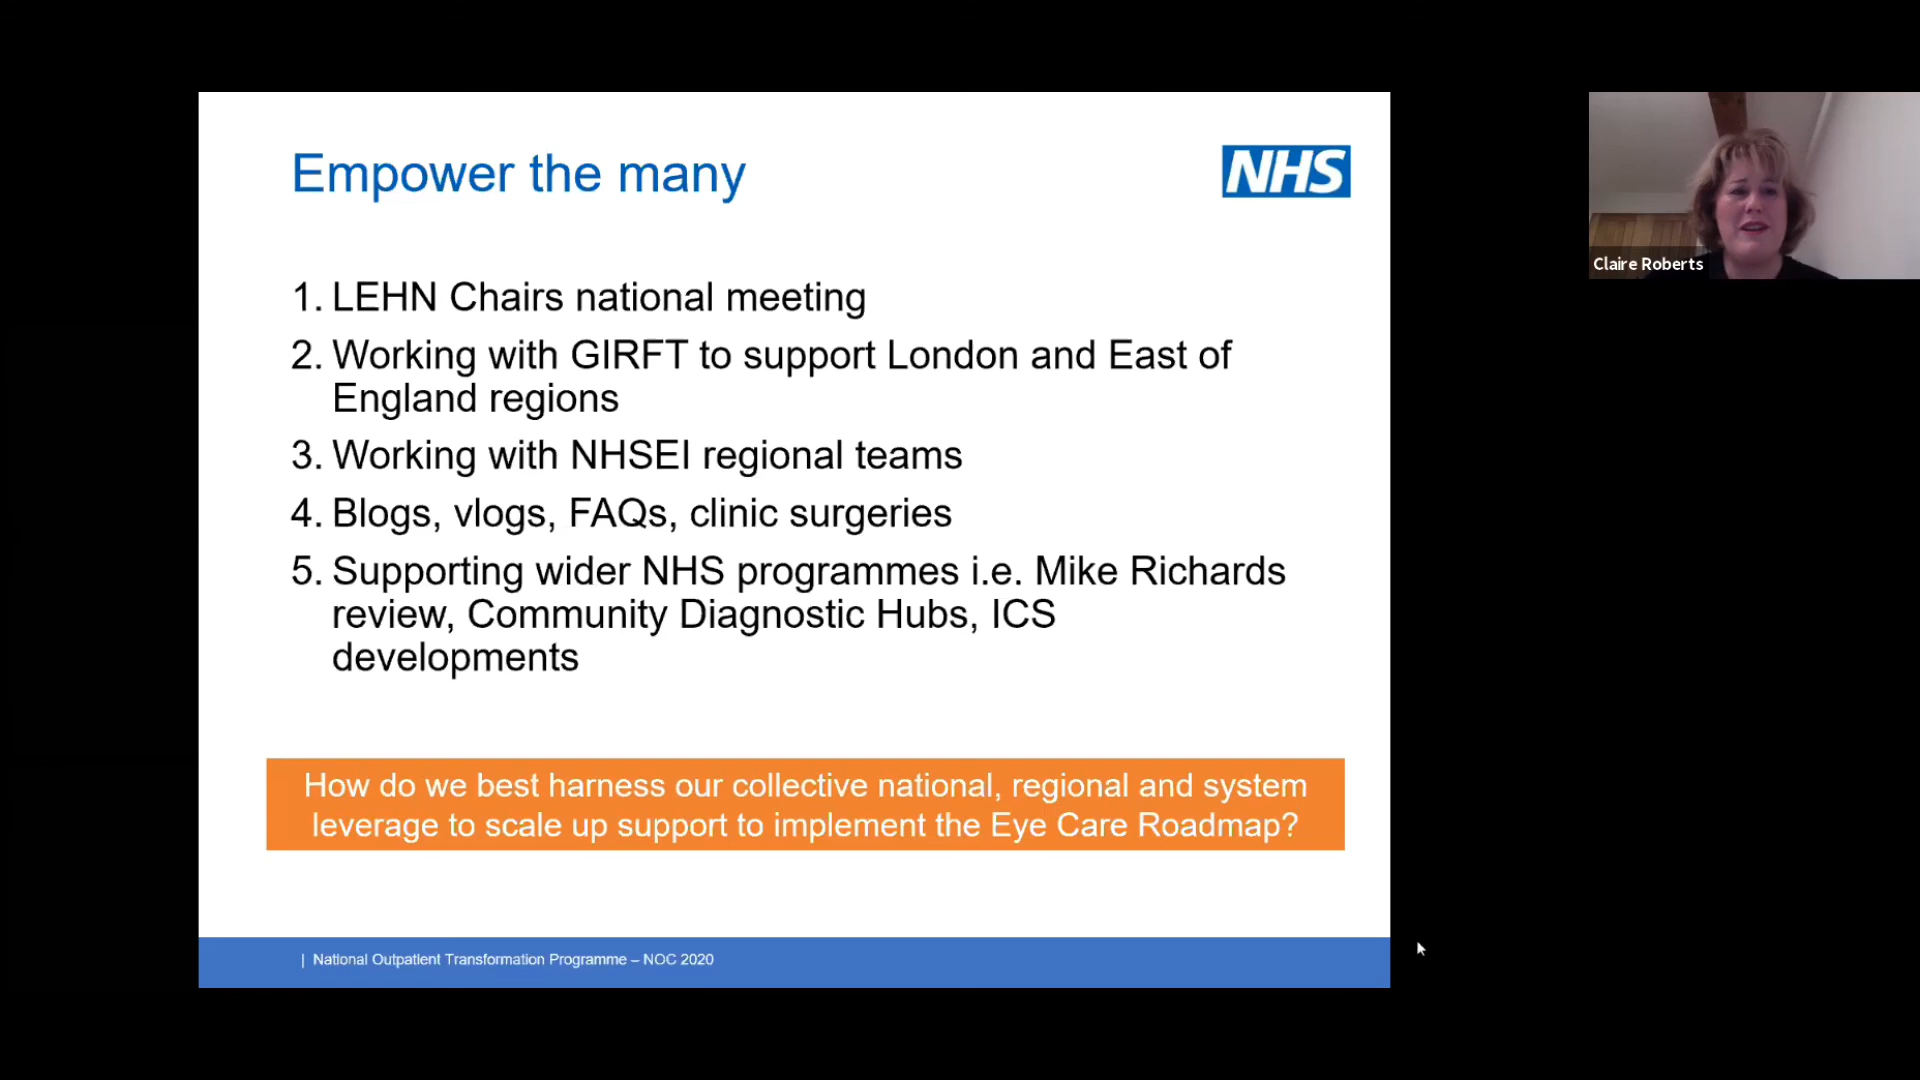 Empower the many
NHS
Claire Roberts
1. LEHN Chairs national meeting
2. Working with GIRFT to support London and East of
England regions
3. Working with NHSEI regional teams
4. Blogs, vlogs, FAQs, clinic surgeries
5. Supporting wider NHS programmes i.e. Mike Richards
review, Community Diagnostic Hubs, ICS
developments
How do we best harness our collective national, regional and system
leverage to scale up support to implement the Eye Care Roadmap?
| National Outpatient Transformation Programme – NOC 2020